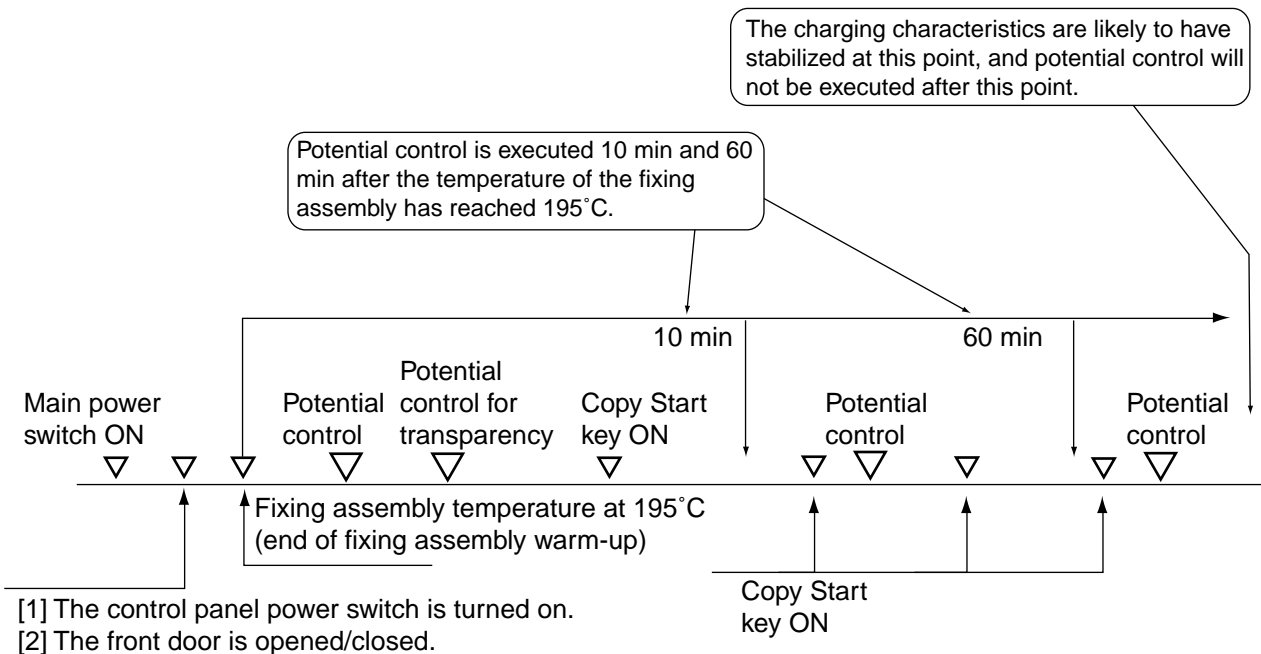 The charging characteristics are likely to have
stabilized at this point, and potential control will
not be executed after this point.
Potential control is executed 10 min and 60
min after the temperature of the fixing
assembly has reached 195˚C.
10 min
60 min
Main power
switch ON
Potential
control
Potential
control for
transparency
Copy Start
key ON
Potential
control
Potential
control
Fixing assembly temperature at 195˚C
(end of fixing assembly warm-up)
Copy Start
key ON
[1] The control panel power switch is turned on.
[2] The front door is opened/closed.